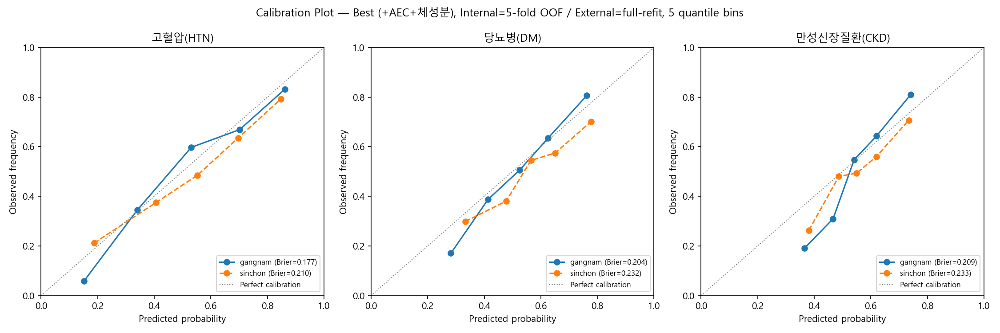 Calibration Plot — Best (+AEC+체성분), Internal=5-fold OOF / External=full-refit, 5 quantile bins
고혈압(HTN)
1.0
0.8
0.6
0.4
0.2
0.0
Observed frequency
gangnam (Brier=0.177)
sinchon (Brier=0.210)
Perfect calibration
0.0 0.2 0.4 0.6 0.8 1.0
Predicted probability
당뇨병(DM)
1.0
0.8
0.6
0.4
0.2
0.0
Observed frequency
gangnam (Brier=0.204)
sinchon (Brier=0.232)
Perfect calibration
0.0 0.2 0.4 0.6 0.8 1.0
Predicted probability
만성신장질환(CKD)
1.0
0.8
0.6
0.4
0.2
0.0
Observed frequency
gangnam (Brier=0.209)
sinchon (Brier=0.233)
Perfect calibration
0.0 0.2 0.4 0.6 0.8 1.0
Predicted probability